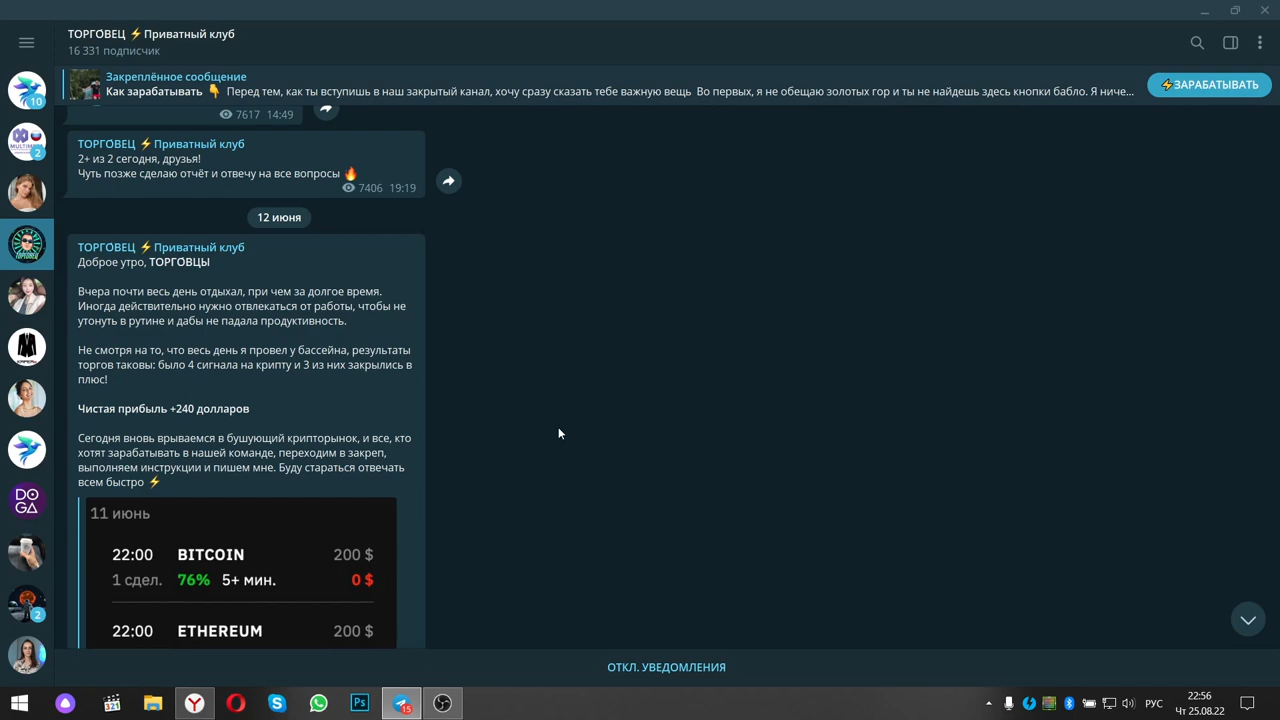 ТОРГОВЕЦ ⚡Приватный клуб
16 331 подписчик
Закреплённое сообщение
Как зарабатывать 👇 Перед тем, как ты вступишь в наш закрытый канал, хочу сразу сказать тебе важную вещь Во первых, я не обещаю золотых гор и ты не найдешь здесь кнопки бабло. Я ниче...
⚡ЗАРАБАТЫВАТЬ
10
2
7617 14:49
ТОРГОВЕЦ ⚡Приватный клуб
2+ из 2 сегодня, друзья!
Чуть позже сделаю отчёт и отвечу на все вопросы 🔥
7406 19:19
12 июня
ТОРГОВЕЦ ⚡Приватный клуб
Доброе утро, ТОРГОВЦЫ
Вчера почти весь день отдыхал, при чем за долгое время.
Иногда действительно нужно отвлекаться от работы, чтобы не
утонуть в рутине и дабы не падала продуктивность.
Не смотря на то, что весь день я провел у бассейна, результаты
торгов таковы: было 4 сигнала на крипту и 3 из них закрылись в
плюс!
Чистая прибыль +240 долларов
Сегодня вновь врываемся в бушующий крипторынок, и все, кто
хотят зарабатывать в нашей команде, переходим в закреп,
выполняем инструкции и пишем мне. Буду стараться отвечать
всем быстро ⚡
11 июнь
22:00 BITCOIN 200 $
1 сдел. 76% 5+ мин. 0 $
22:00 ETHEREUM 200 $
DO
GA
2
ОТКЛ. УВЕДОМЛЕНИЯ
321
Ps
15
РУС
22:56
Чт 25.08.22